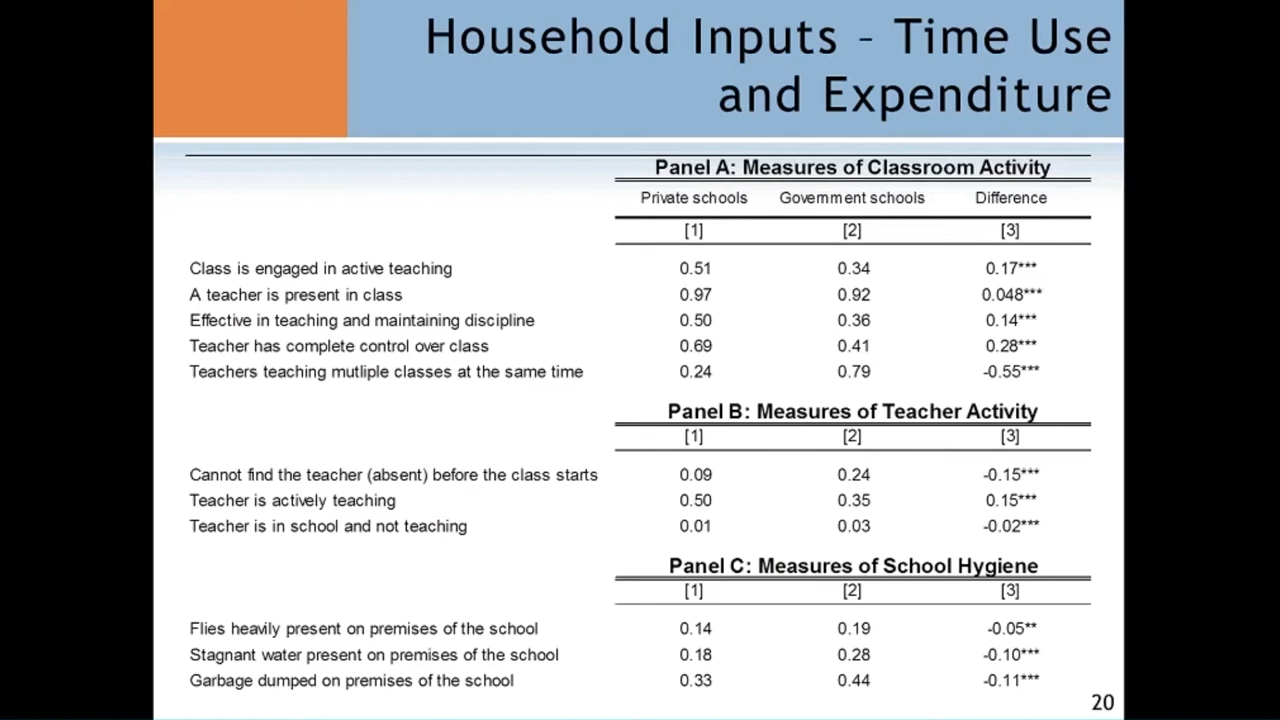 Household Inputs – Time Use
and Expenditure
Panel A: Measures of Classroom Activity
Private schools Government schools Difference
[1] [2] [3]
Class is engaged in active teaching 0.51 0.34 0.17***
A teacher is present in class 0.97 0.92 0.048***
Effective in teaching and maintaining discipline 0.50 0.36 0.14***
Teacher has complete control over class 0.69 0.41 0.28***
Teachers teaching mutliple classes at the same time 0.24 0.79 -0.55***
Panel B: Measures of Teacher Activity
[1] [2] [3]
Cannot find the teacher (absent) before the class starts 0.09 0.24 -0.15***
Teacher is actively teaching 0.50 0.35 0.15***
Teacher is in school and not teaching 0.01 0.03 -0.02***
Panel C: Measures of School Hygiene
[1] [2] [3]
Flies heavily present on premises of the school 0.14 0.19 -0.05**
Stagnant water present on premises of the school 0.18 0.28 -0.10***
Garbage dumped on premises of the school 0.33 0.44 -0.11***
20